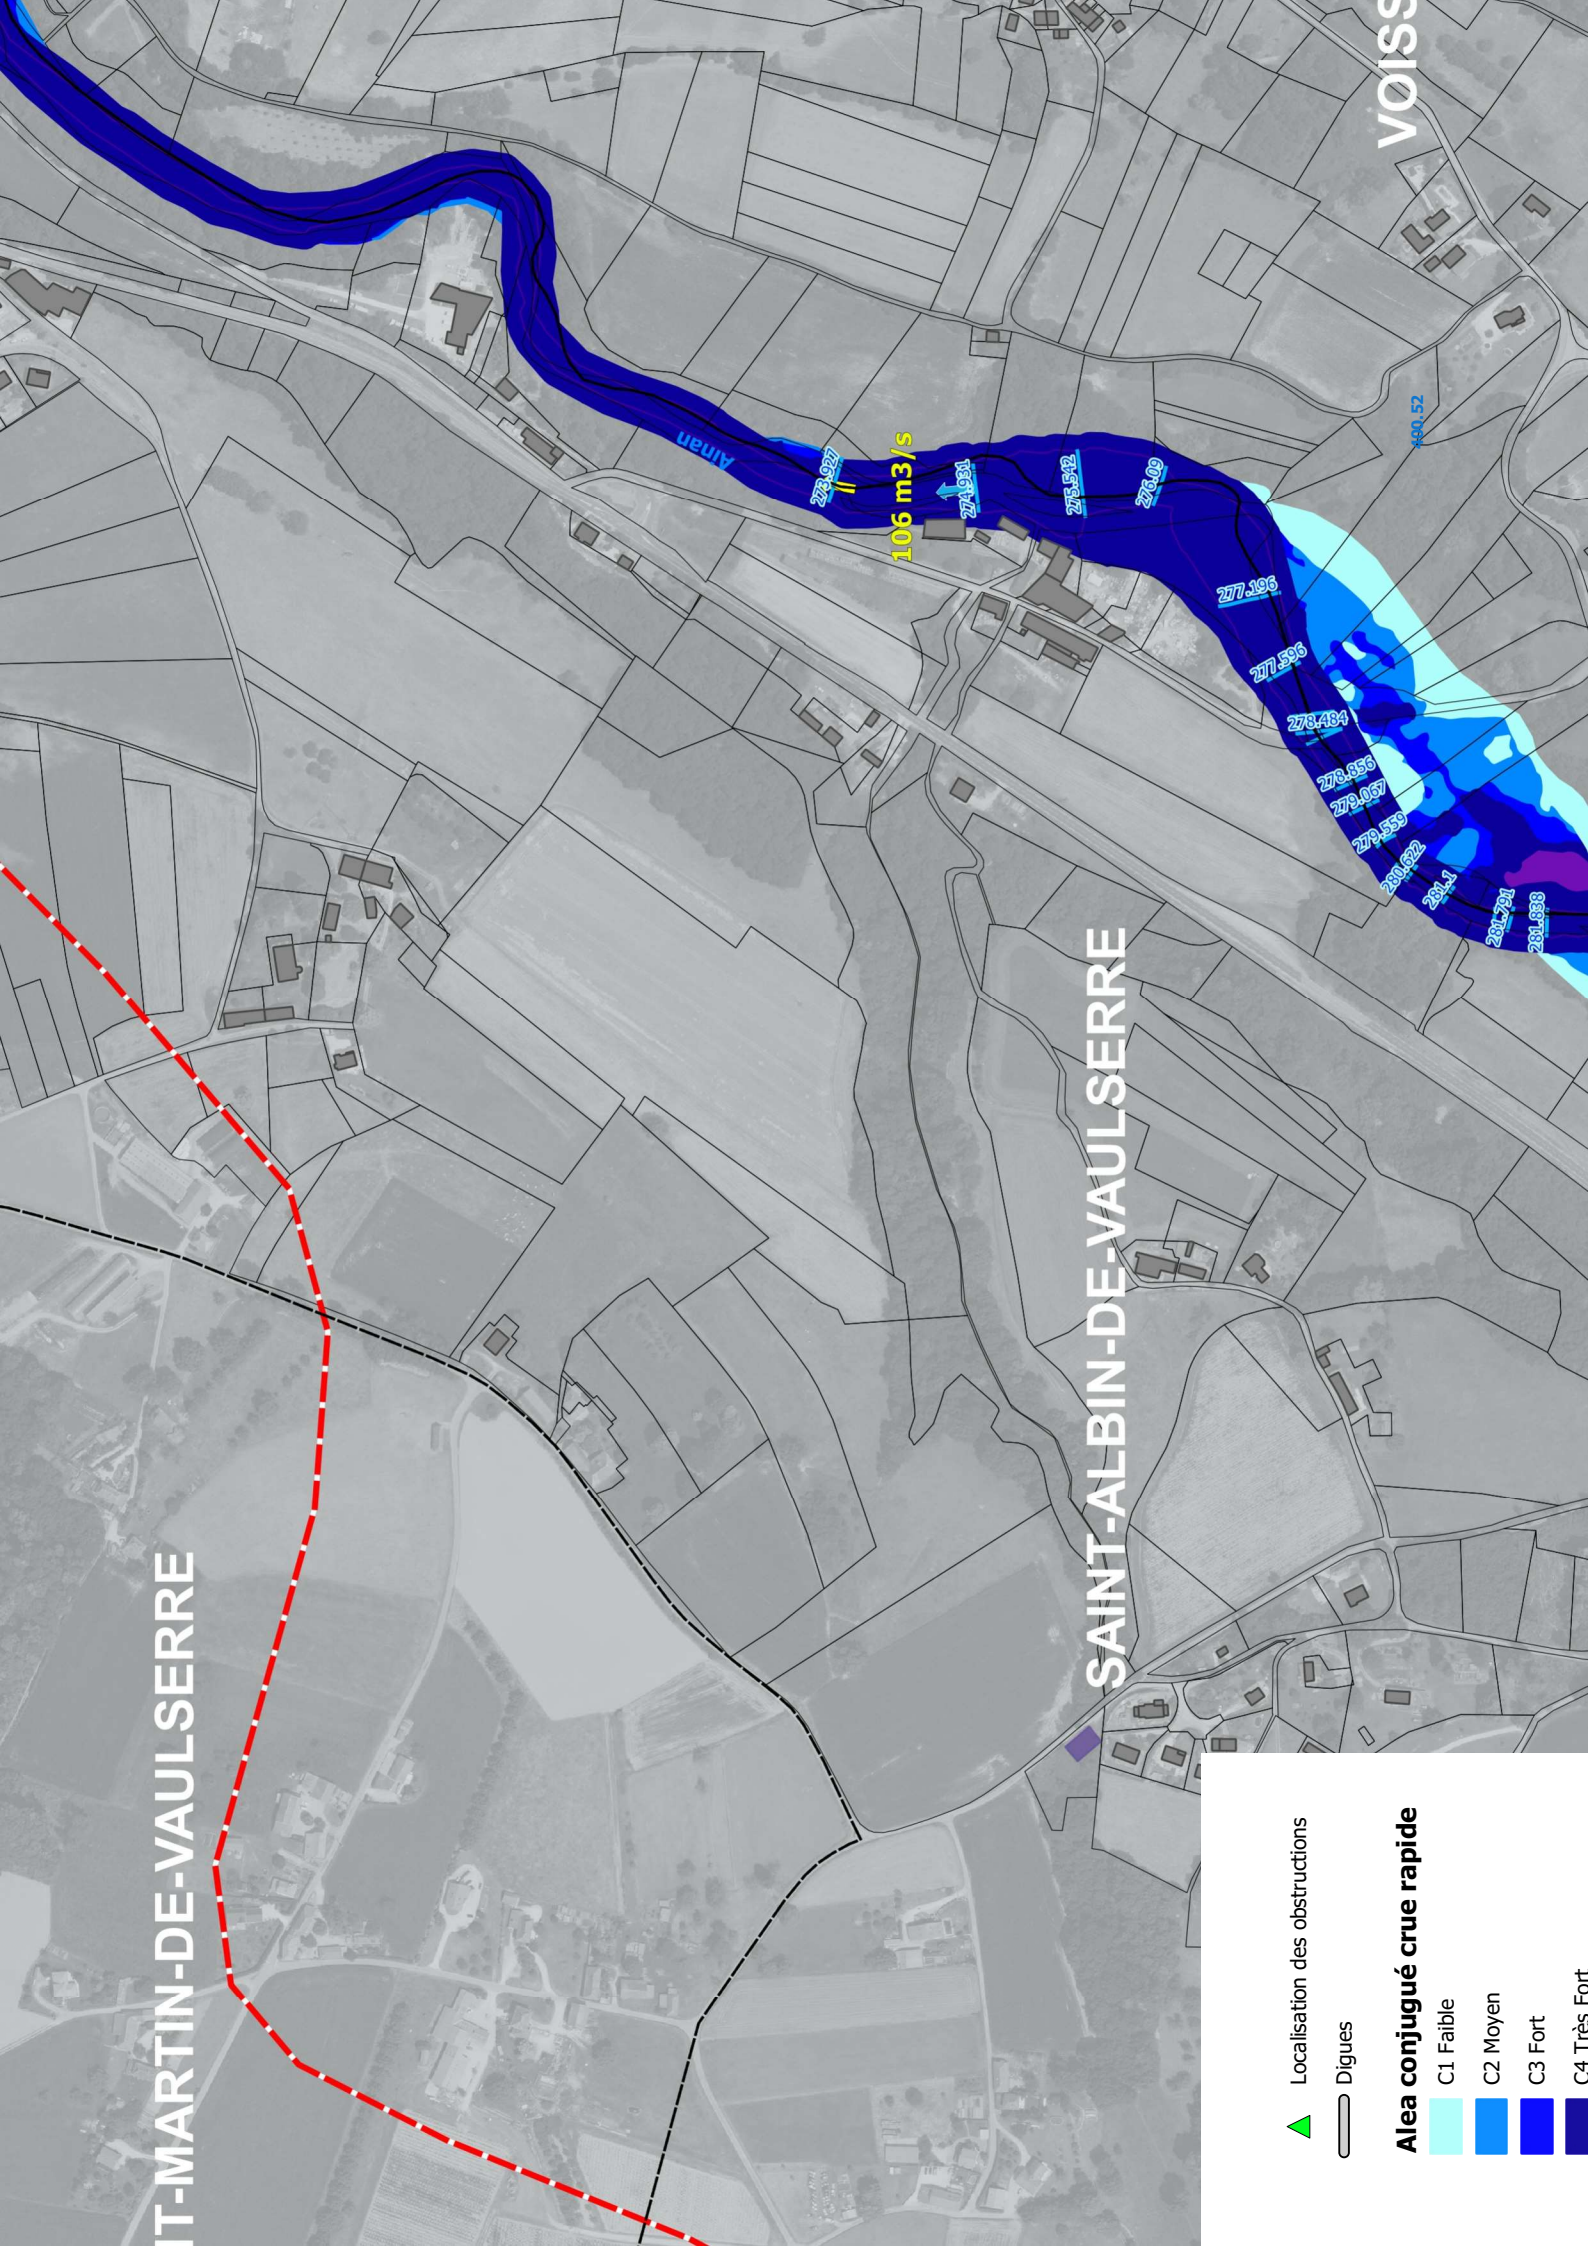 VOISS
Ainan
273.927
106 m3/s
274.931
275.542
276.09
100.52
277.196
277.596
278.484
278.856
279.067
279.559
280.622
281.1
281.791
281.838
SAINT-ALBIN-DE-VAULSERRE
IT-MARTIN-DE-VAULSERRE
Localisation des obstructions
Digues
Alea conjugué crue rapide
C1 Faible
C2 Moyen
C3 Fort
C4 Très Fort